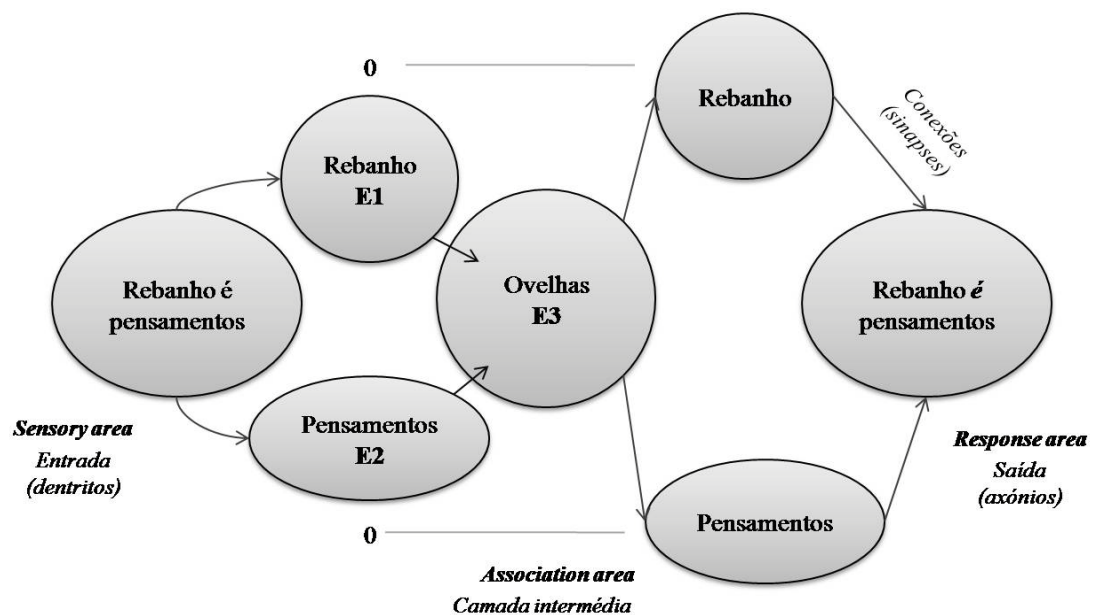 0
Rebanho
Conexões
(sinapses)
Rebanho
E1
Rebanho é
pensamentos
Ovelhas
E3
Rebanho é
pensamentos
Pensamentos
E2
Sensory area
Entrada
(dentritos)
Response area
Saída
(axónios)
Pensamentos
0
Association area
Camada intermédia